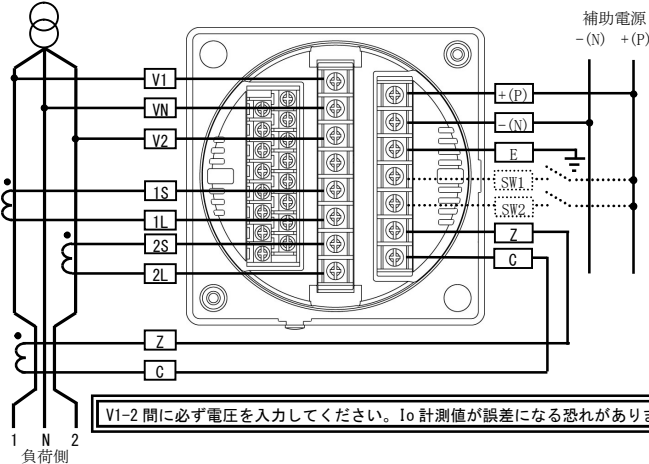 補助電源
-(N) +(P)
V1
VN
V2
1S
1L
2S
2L
Z
C
+(P)
-(N)
E
SW1
SW2
Z
C
V1-2間に必ず電圧を入力してください。Io計測値が誤差になる恐れがありま
1 N 2
負荷側